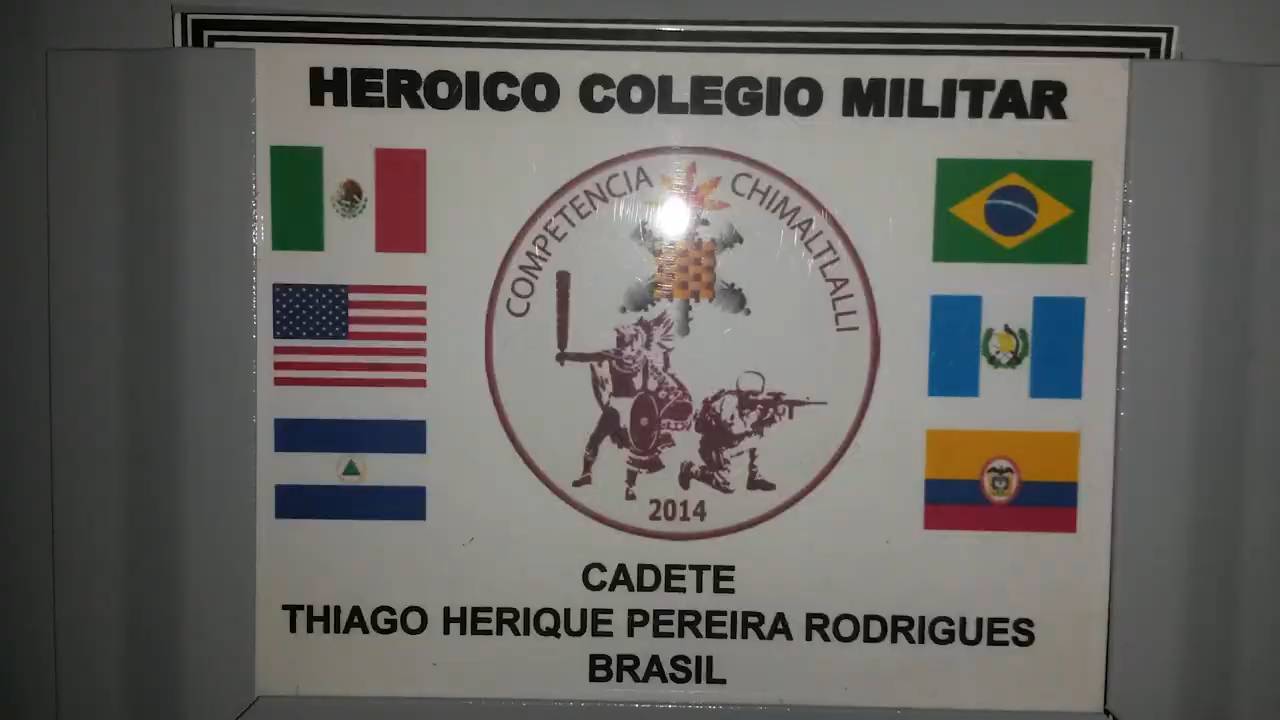 HEROICO COLEGIO MILITAR
COMPETENCIA CHIMALTLALLI
2014
CADETE
THIAGO HERIQUE PEREIRA RODRIGUES
BRASIL